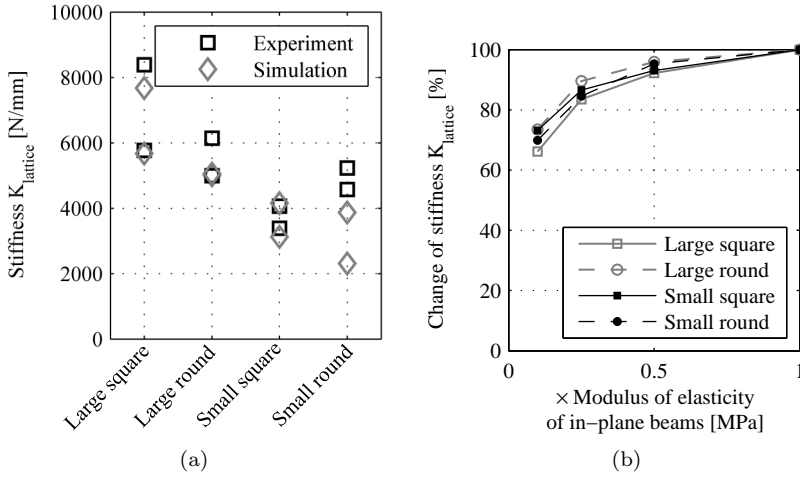 10000
8000
6000
4000
2000
0
Stiffness K_lattice [N/mm]
Experiment
Simulation
Large square
Large round
Small square
Small round
(a)
100
80
60
40
20
0
Change of stiffness K_lattice [%]
Large square
Large round
Small square
Small round
0 0.5 1
× Modulus of elasticity
of in−plane beams [MPa]
(b)